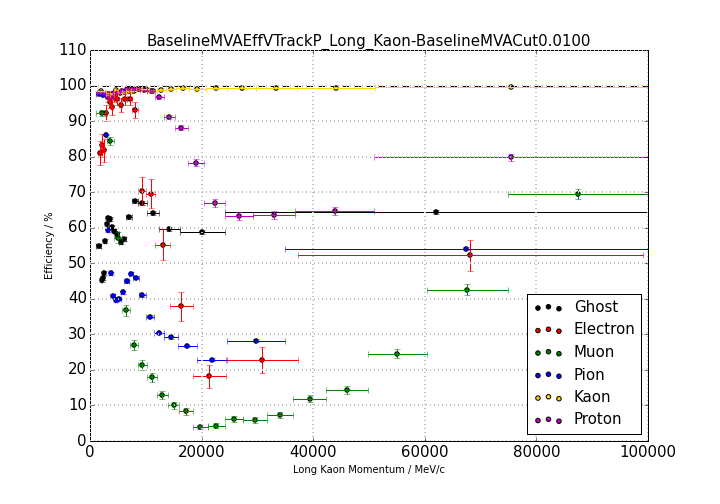 BaselineMVAEffVTrackP_Long_Kaon-BaselineMVACut0.0100
110
100
90
80
70
60
50
40
30
20
10
0
Efficiency / %
Ghost
Electron
Muon
Pion
Kaon
Proton
0 20000 40000 60000 80000 100000
Long Kaon Momentum / MeV/c